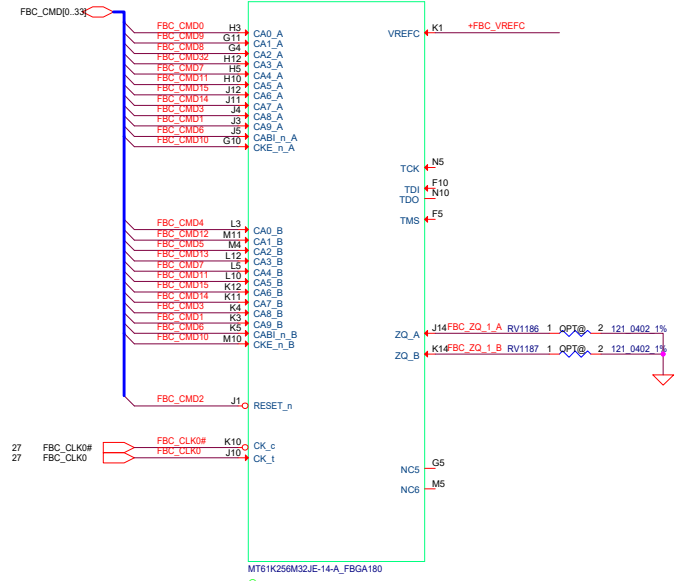 FBC_CMD[0..33]
FBC_CMD0 H3 CA0_A
FBC_CMD9 G11 CA1_A
FBC_CMD8 G4 CA2_A
FBC_CMD32 H12 CA3_A
FBC_CMD7 H5 CA4_A
FBC_CMD11 H10 CA5_A
FBC_CMD15 J12 CA6_A
FBC_CMD14 J11 CA7_A
FBC_CMD3 J4 CA8_A
FBC_CMD1 J3 CA9_A
FBC_CMD6 J5 CABI_n_A
FBC_CMD10 G10 CKE_n_A
VREFC K1 +FBC_VREFC
TCK N5
TDI F10
TDO N10
TMS F5
FBC_CMD4 L3 CA0_B
FBC_CMD12 M11 CA1_B
FBC_CMD5 M4 CA2_B
FBC_CMD13 L12 CA3_B
FBC_CMD7 L5 CA4_B
FBC_CMD11 L10 CA5_B
FBC_CMD15 K12 CA6_B
FBC_CMD14 K11 CA7_B
FBC_CMD3 K4 CA8_B
FBC_CMD1 K3 CA9_B
FBC_CMD6 K5 CABI_n_B
FBC_CMD10 M10 CKE_n_B
ZQ_A J14 FBC_ZQ_1_A RV1186 1 OPT@ 2 121_0402_1%
ZQ_B K14 FBC_ZQ_1_B RV1187 1 OPT@ 2 121_0402_1%
FBC_CMD2 J1 RESET_n
27 FBC_CLK0# FBC_CLK0# K10 CK_c
27 FBC_CLK0 FBC_CLK0 J10 CK_t
NC5 G5
NC6 M5
MT61K256M32JE-14-A_FBGA180